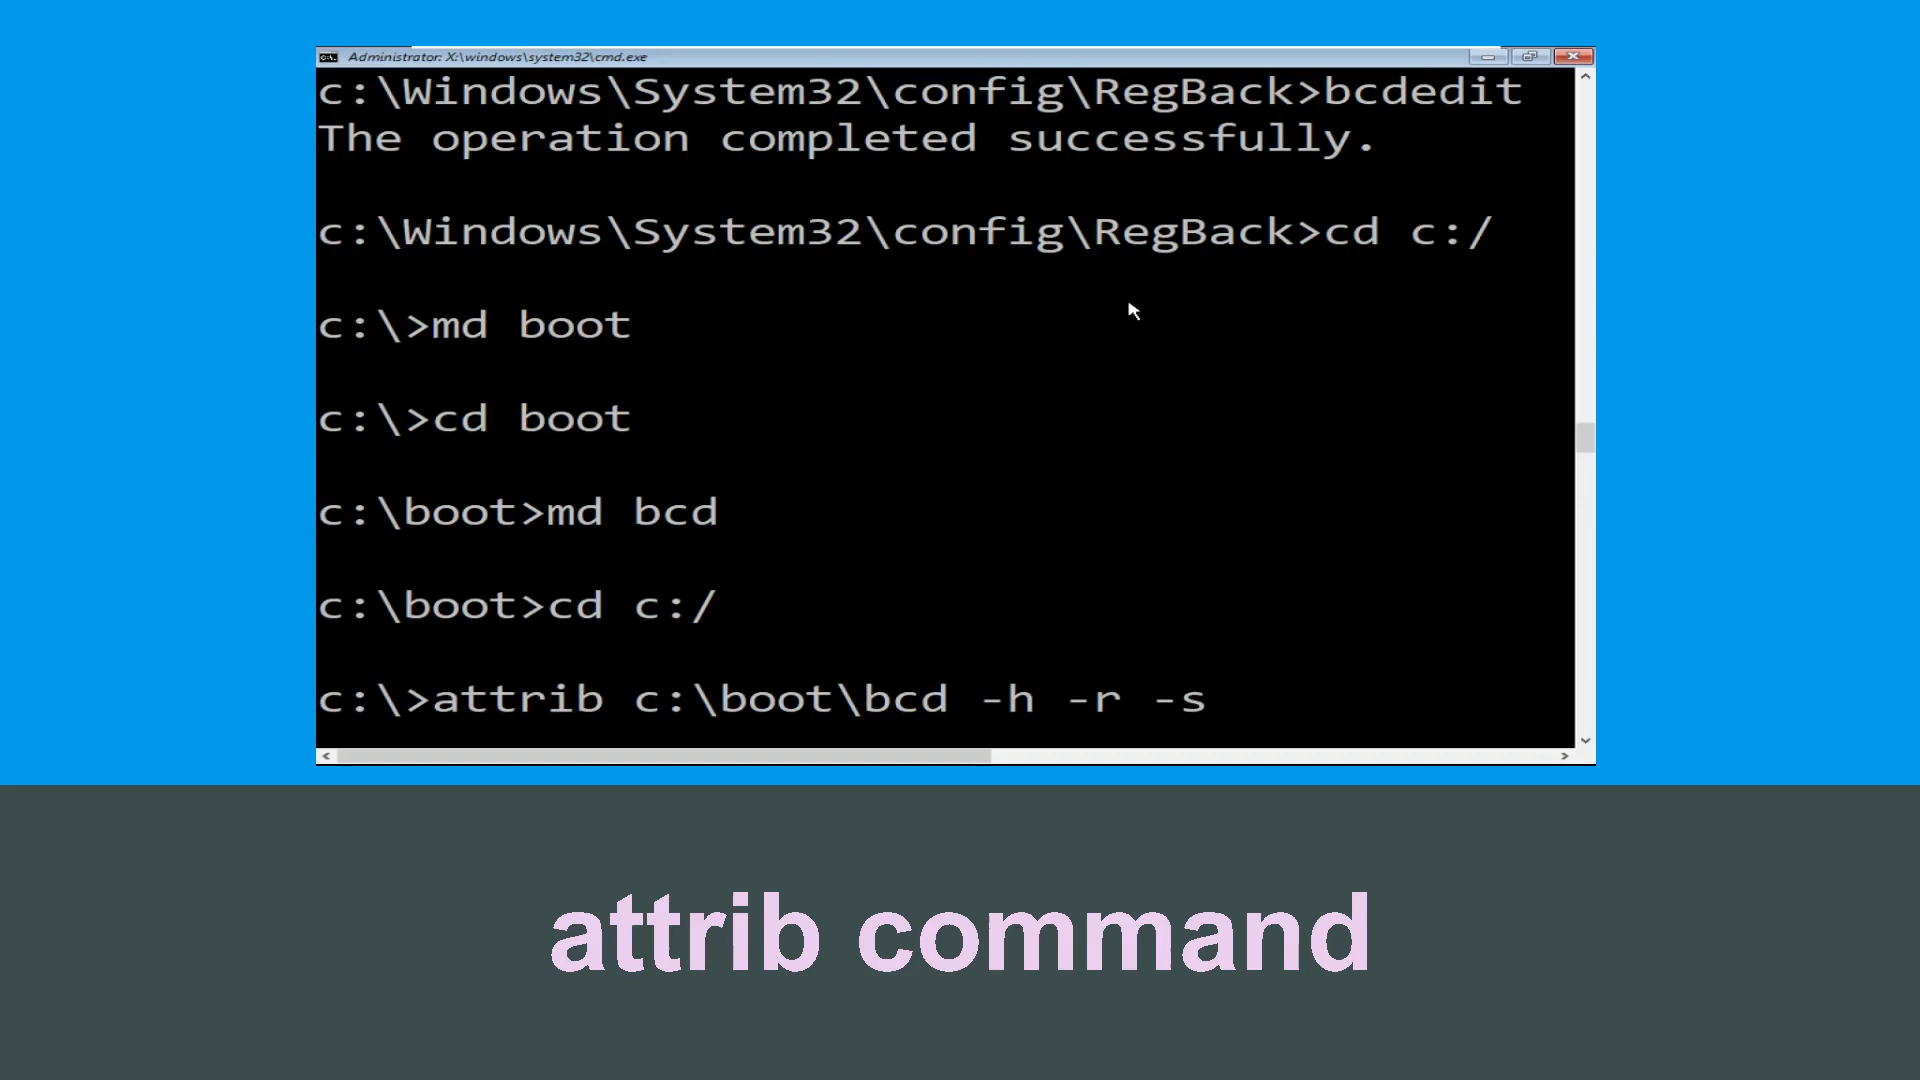 Administrator: X:\windows\system32\cmd.exe
c:\Windows\System32\config\RegBack>bcdedit
The operation completed successfully.
c:\Windows\System32\config\RegBack>cd c:/
c:\>md boot
c:\>cd boot
c:\boot>md bcd
c:\boot>cd c:/
c:\>attrib c:\boot\bcd -h -r -s
attrib command